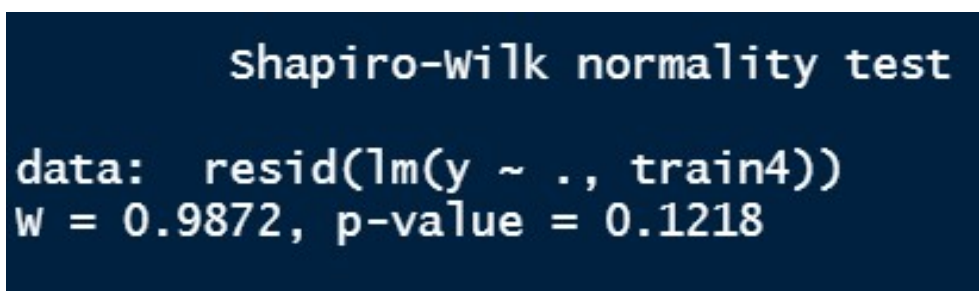 Shapiro-Wilk normality test
data:  resid(lm(y ~ ., train4))
W = 0.9872, p-value = 0.1218